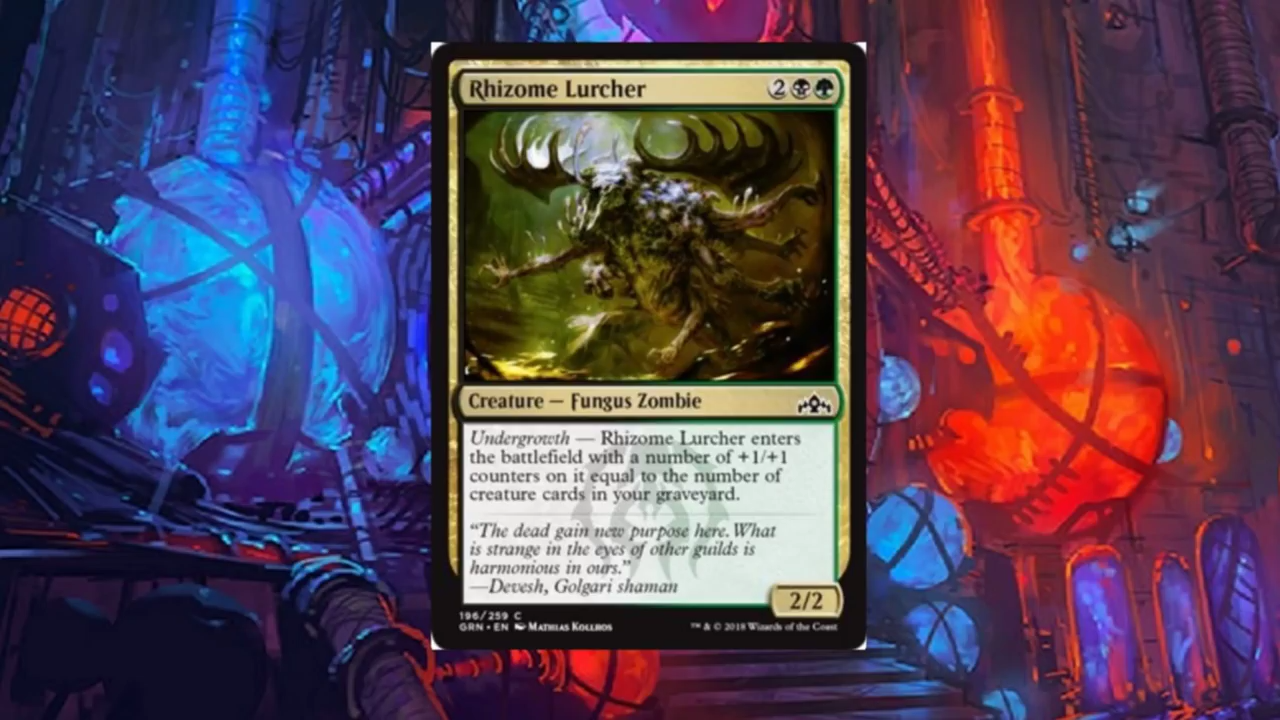 Rhizome Lurcher 2
Creature — Fungus Zombie
Undergrowth — Rhizome Lurcher enters
the battlefield with a number of +1/+1
counters on it equal to the number of
creature cards in your graveyard.
“The dead gain new purpose here. What
is strange in the eyes of other guilds is
harmonious in ours.”
—Devesh, Golgari shaman
2/2
196/259 C
GRN • EN Mathias Kollros
™ & © 2018 Wizards of the Coast